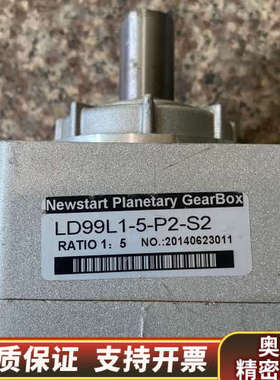 Newstart Planetary GearBox
LD99L1-5-P2-S2
RATIO 1: 5 NO.:20140623011
质保证 支持开票 奥
精密